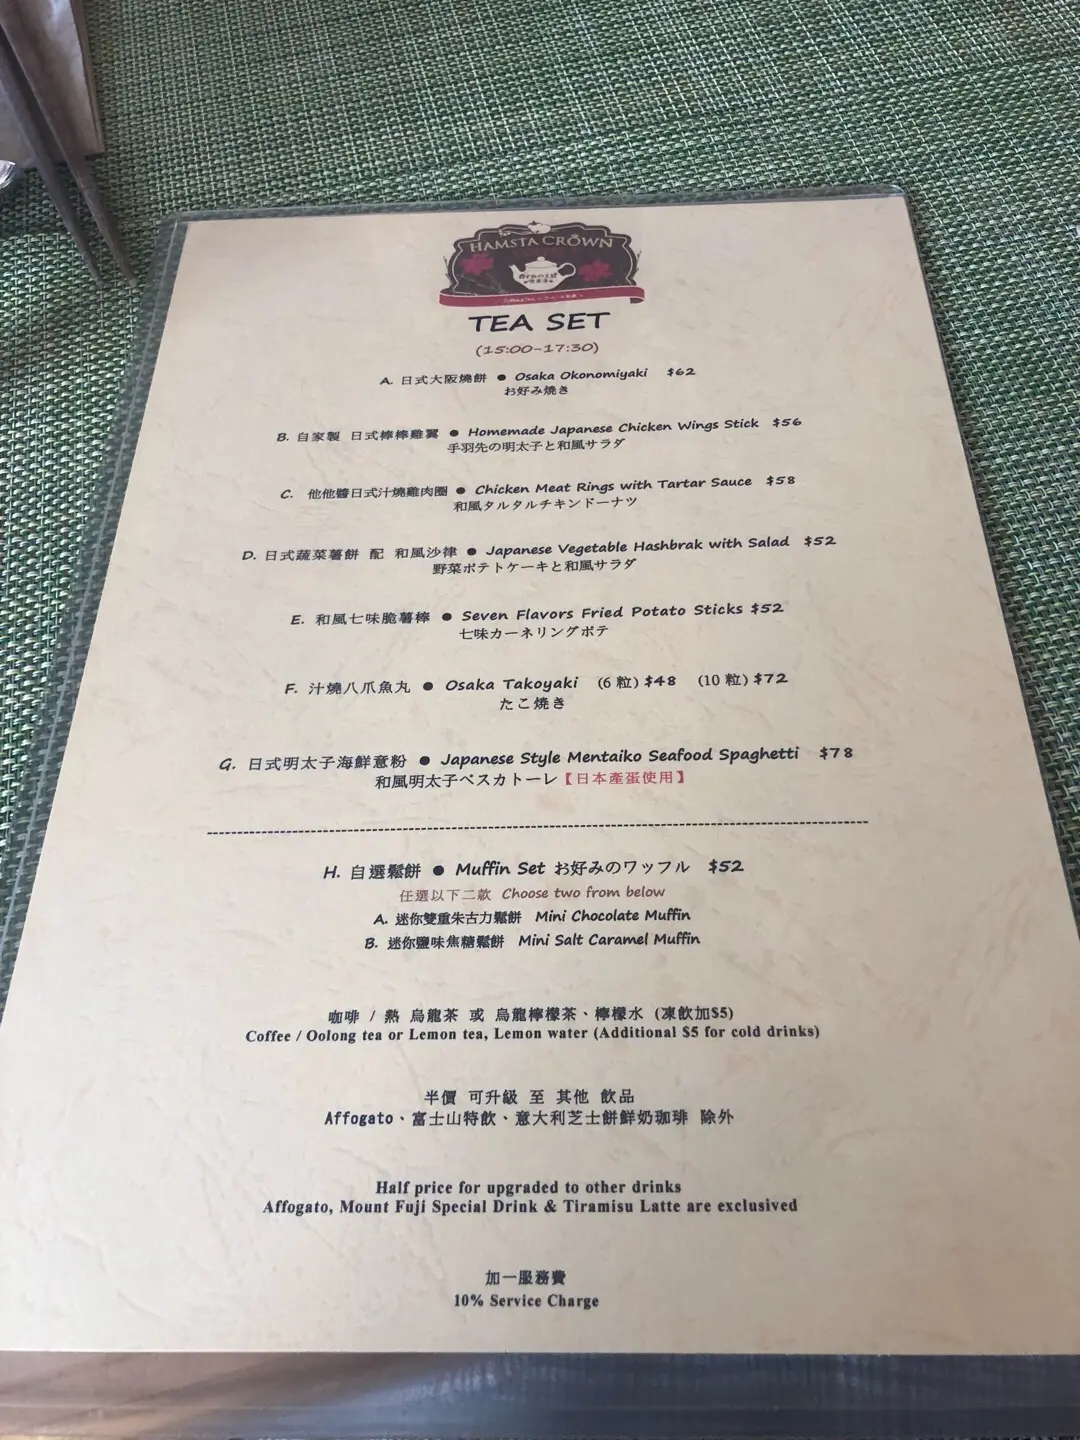 HAMSTA CROWN
TEA SET
(15:00-17:30)
A. 日式大阪燒餅 ● Osaka Okonomiyaki $62
お好み焼き
B. 自家製 日式棒棒雞翼 ● Homemade Japanese Chicken Wings Stick $56
手羽先の明太子と和風サラダ
C. 他他醬日式汁燒雞肉圈 ● Chicken Meat Rings with Tartar Sauce $58
和風タルタルチキンドーナツ
D. 日式蔬菜薯餅 配 和風沙律 ● Japanese Vegetable Hashbrak with Salad $52
野菜ポテトケーキと和風サラダ
E. 和風七味脆薯棒 ● Seven Flavors Fried Potato Sticks $52
七味カーネリングポテ
F. 汁燒八爪魚丸 ● Osaka Takoyaki (6 粒) $48 (10 粒) $72
たこ焼き
G. 日式明太子海鮮意粉 ● Japanese Style Mentaiko Seafood Spaghetti $78
和風明太子ペスカトーレ【日本產蛋使用】
H. 自選鬆餅 ● Muffin Set お好みのワッフル $52
任選以下二款 Choose two from below
A. 迷你雙重朱古力鬆餅 Mini Chocolate Muffin
B. 迷你鹽味焦糖鬆餅 Mini Salt Caramel Muffin
咖啡 / 熱 烏龍茶 或 烏龍檸檬茶、檸檬水 (凍飲加$5)
Coffee / Oolong tea or Lemon tea, Lemon water (Additional $5 for cold drinks)
半價 可升級 至 其他 飲品
Affogato、富士山特飲、意大利芝士餅鮮奶珈琲 除外
Half price for upgraded to other drinks
Affogato, Mount Fuji Special Drink & Tiramisu Latte are exclusived
加一服務費
10% Service Charge